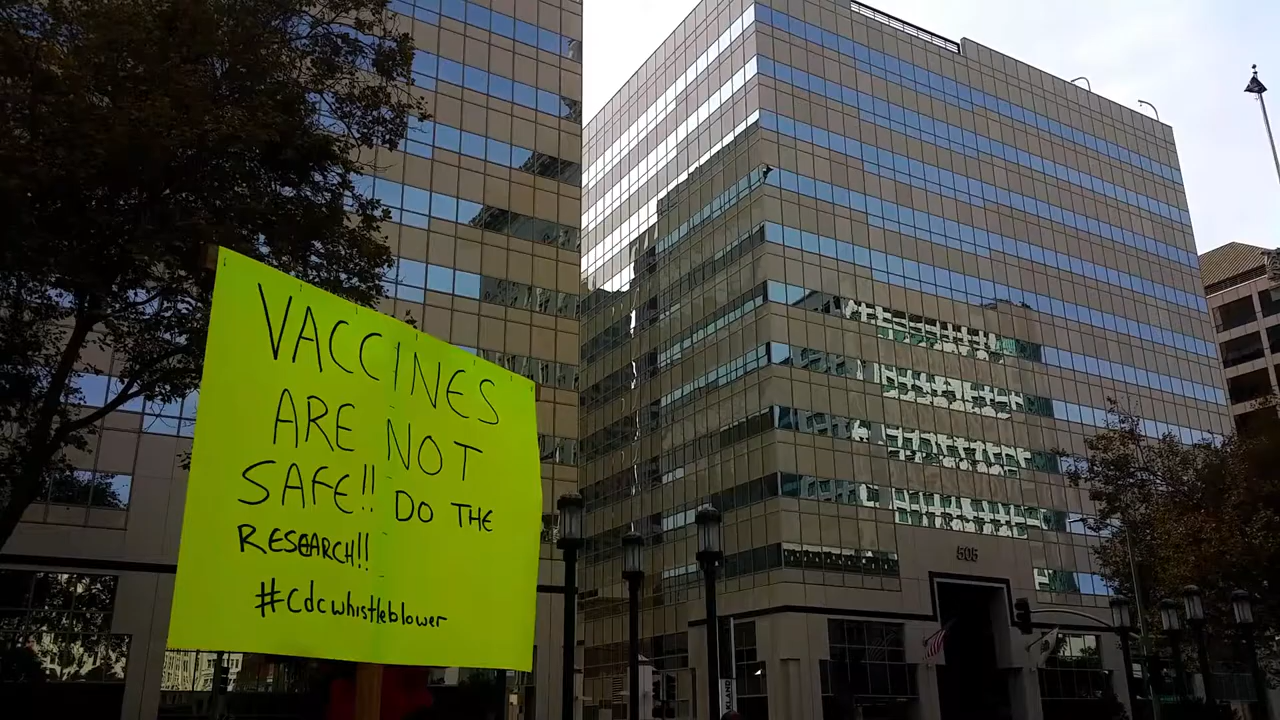 VACCINES
ARE NOT
SAFE!! DO THE
RESEARCH!!
#cdcwhistleblower
505